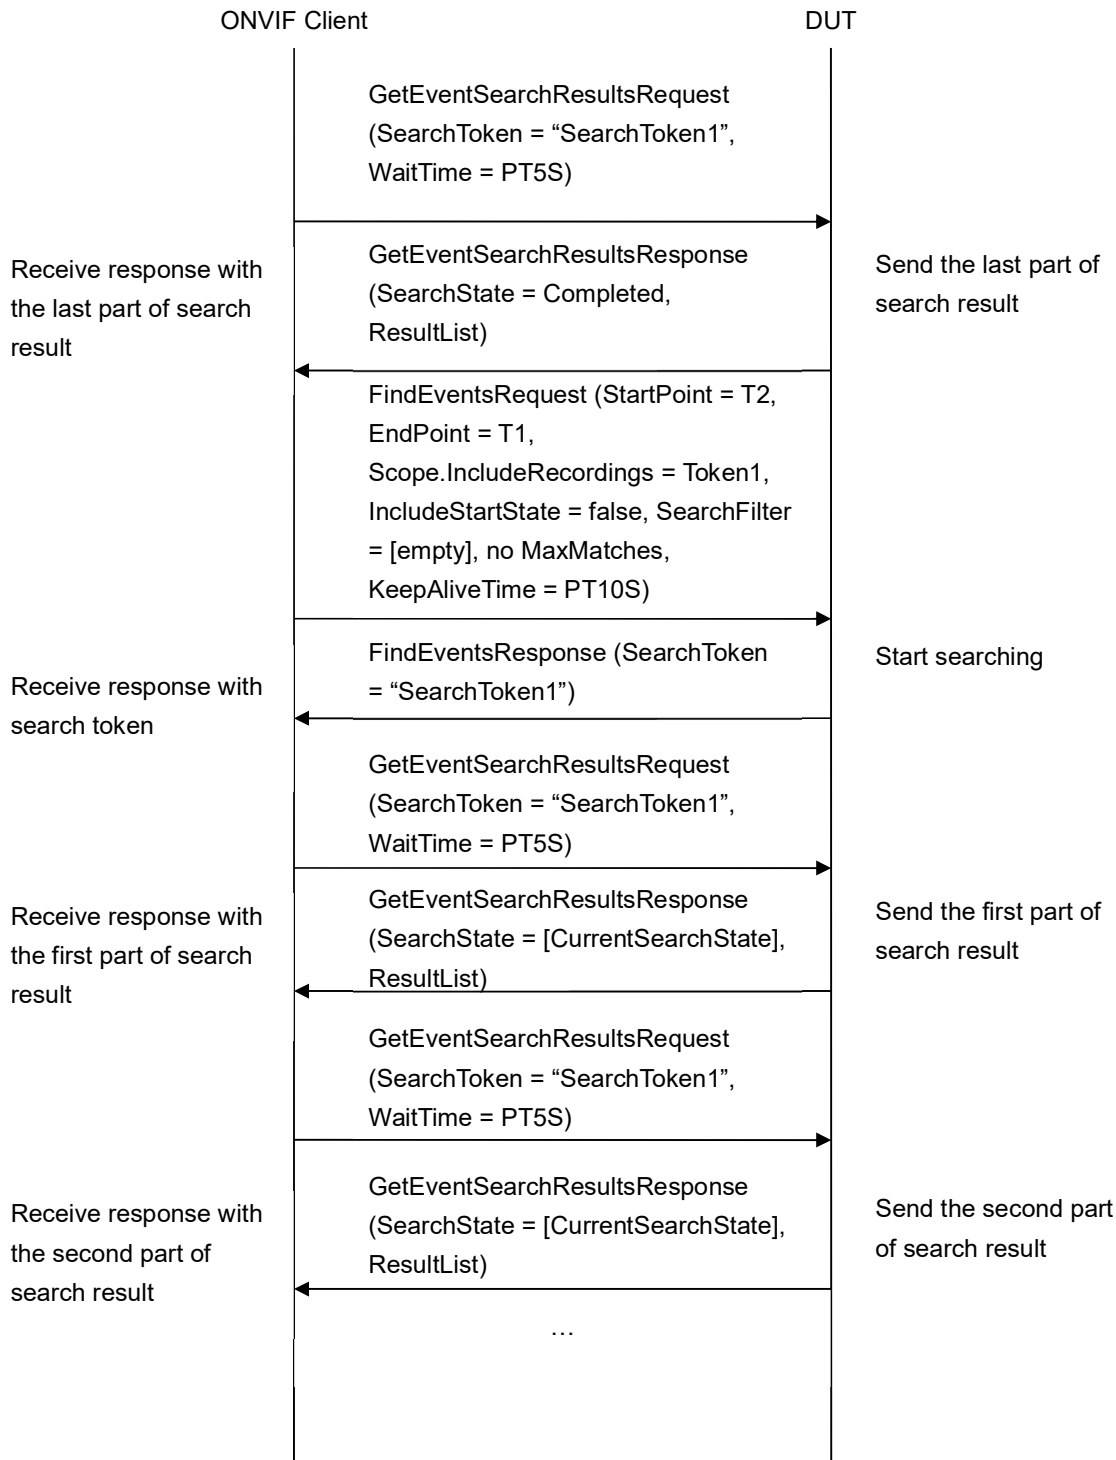 ONVIF Client
DUT
GetEventSearchResultsRequest
(SearchToken = “SearchToken1”,
WaitTime = PT5S)
Receive response with
the last part of search
result
GetEventSearchResultsResponse
(SearchState = Completed,
ResultList)
Send the last part of
search result
FindEventsRequest (StartPoint = T2,
EndPoint = T1,
Scope.IncludeRecordings = Token1,
IncludeStartState = false, SearchFilter
= [empty], no MaxMatches,
KeepAliveTime = PT10S)
Receive response with
search token
FindEventsResponse (SearchToken
= “SearchToken1”)
Start searching
GetEventSearchResultsRequest
(SearchToken = “SearchToken1”,
WaitTime = PT5S)
Receive response with
the first part of search
result
GetEventSearchResultsResponse
(SearchState = [CurrentSearchState],
ResultList)
Send the first part of
search result
GetEventSearchResultsRequest
(SearchToken = “SearchToken1”,
WaitTime = PT5S)
Receive response with
the second part of
search result
GetEventSearchResultsResponse
(SearchState = [CurrentSearchState],
ResultList)
Send the second part
of search result
…